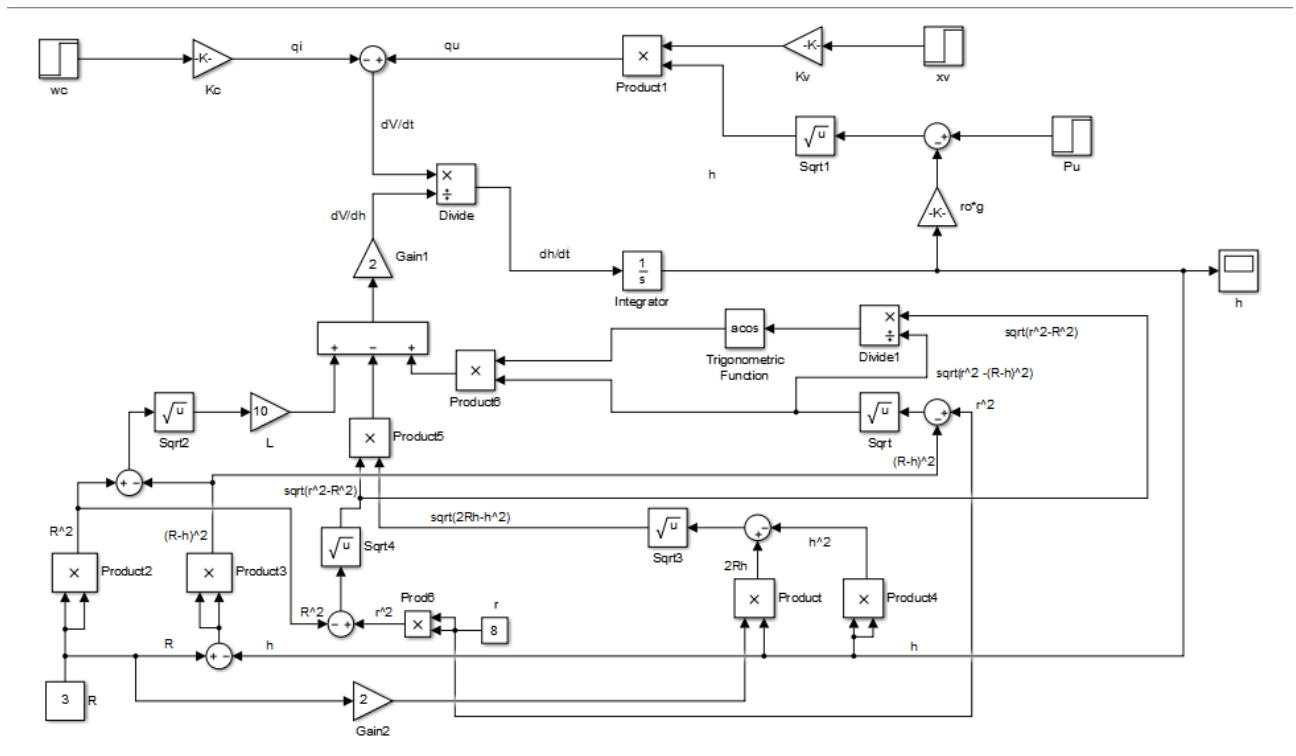 wc
-K-
Kc
qi
- +
qu
×
Product1
-K-
Kv
xv
dV/dt
√u
Sqrt1
- +
Pu
h
×
÷
Divide
dV/dh
-K-
ro*g
2
Gain1
dh/dt
1
s
Integrator
h
+ - +
acos
Trigonometric
Function
×
÷
Divide1
sqrt(r^2-R^2)
×
Product6
sqrt(r^2 -(R-h)^2)
√u
Sqrt2
10
L
×
Product5
√u
Sqrt
- +
r^2
(R-h)^2
+ -
sqrt(r^2-R^2)
R^2
(R-h)^2
√u
Sqrt4
sqrt(2Rh-h^2)
√u
Sqrt3
+ -
h^2
×
Product2
×
Product3
2Rh
×
Product
×
Product4
R^2
- +
r^2
Prod6
×
r
8
R
+ -
h
h
3
R
2
Gain2